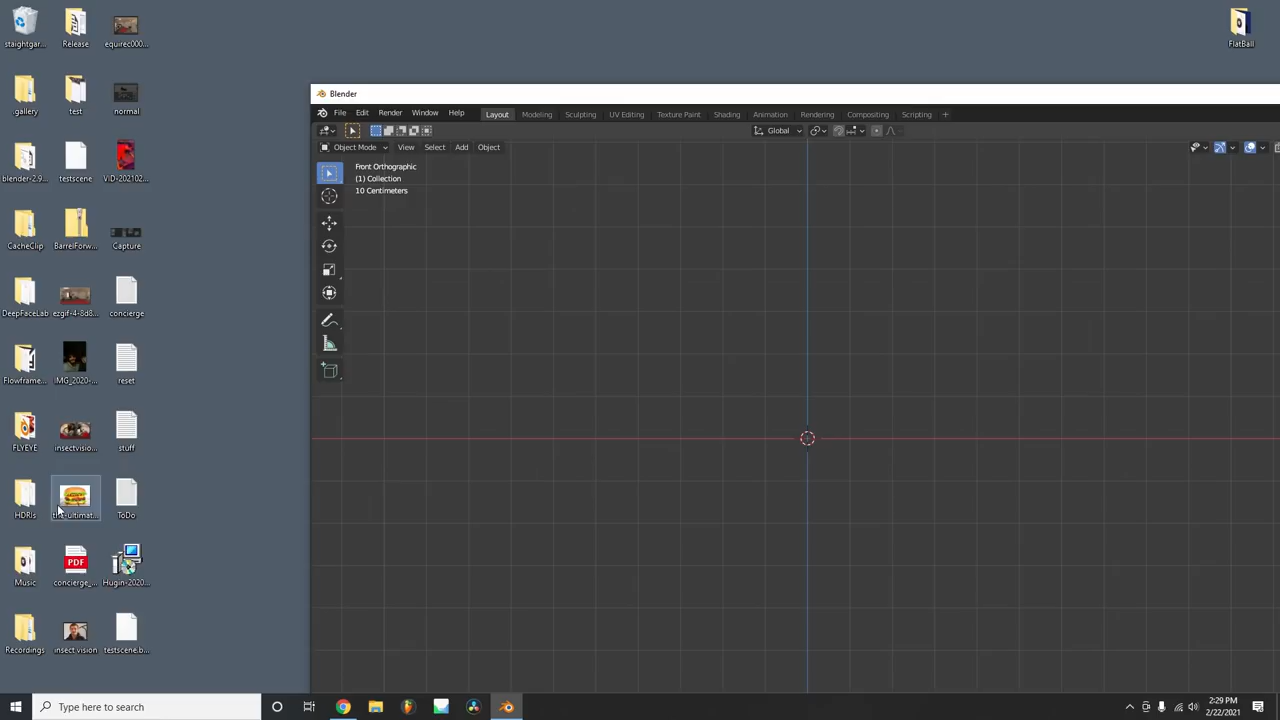 staightgar...
Release
equirec000...
FlatBall
.gallery
test
normal
blender-2.9...
testscene
VID-202102...
CacheClip
BarrelForw...
Capture
DeepFaceLab
ezgif-4-8d8...
concierge
Flowframe...
IMG_2020-...
reset
FLYEYE
insectvisio...
stuff
HDRIs
ToDo
Music
concierge_...
Hugin-2020...
PDF
Recordings
insect vision
testscene.b...
Blender
File Edit Render Window Help
Layout Modeling Sculpting UV Editing Texture Paint Shading Animation Rendering Compositing Scripting +
Global
Object Mode View Select Add Object
Front Orthographic
(1) Collection
10 Centimeters
Type here to search
2:29 PM
2/22/2021